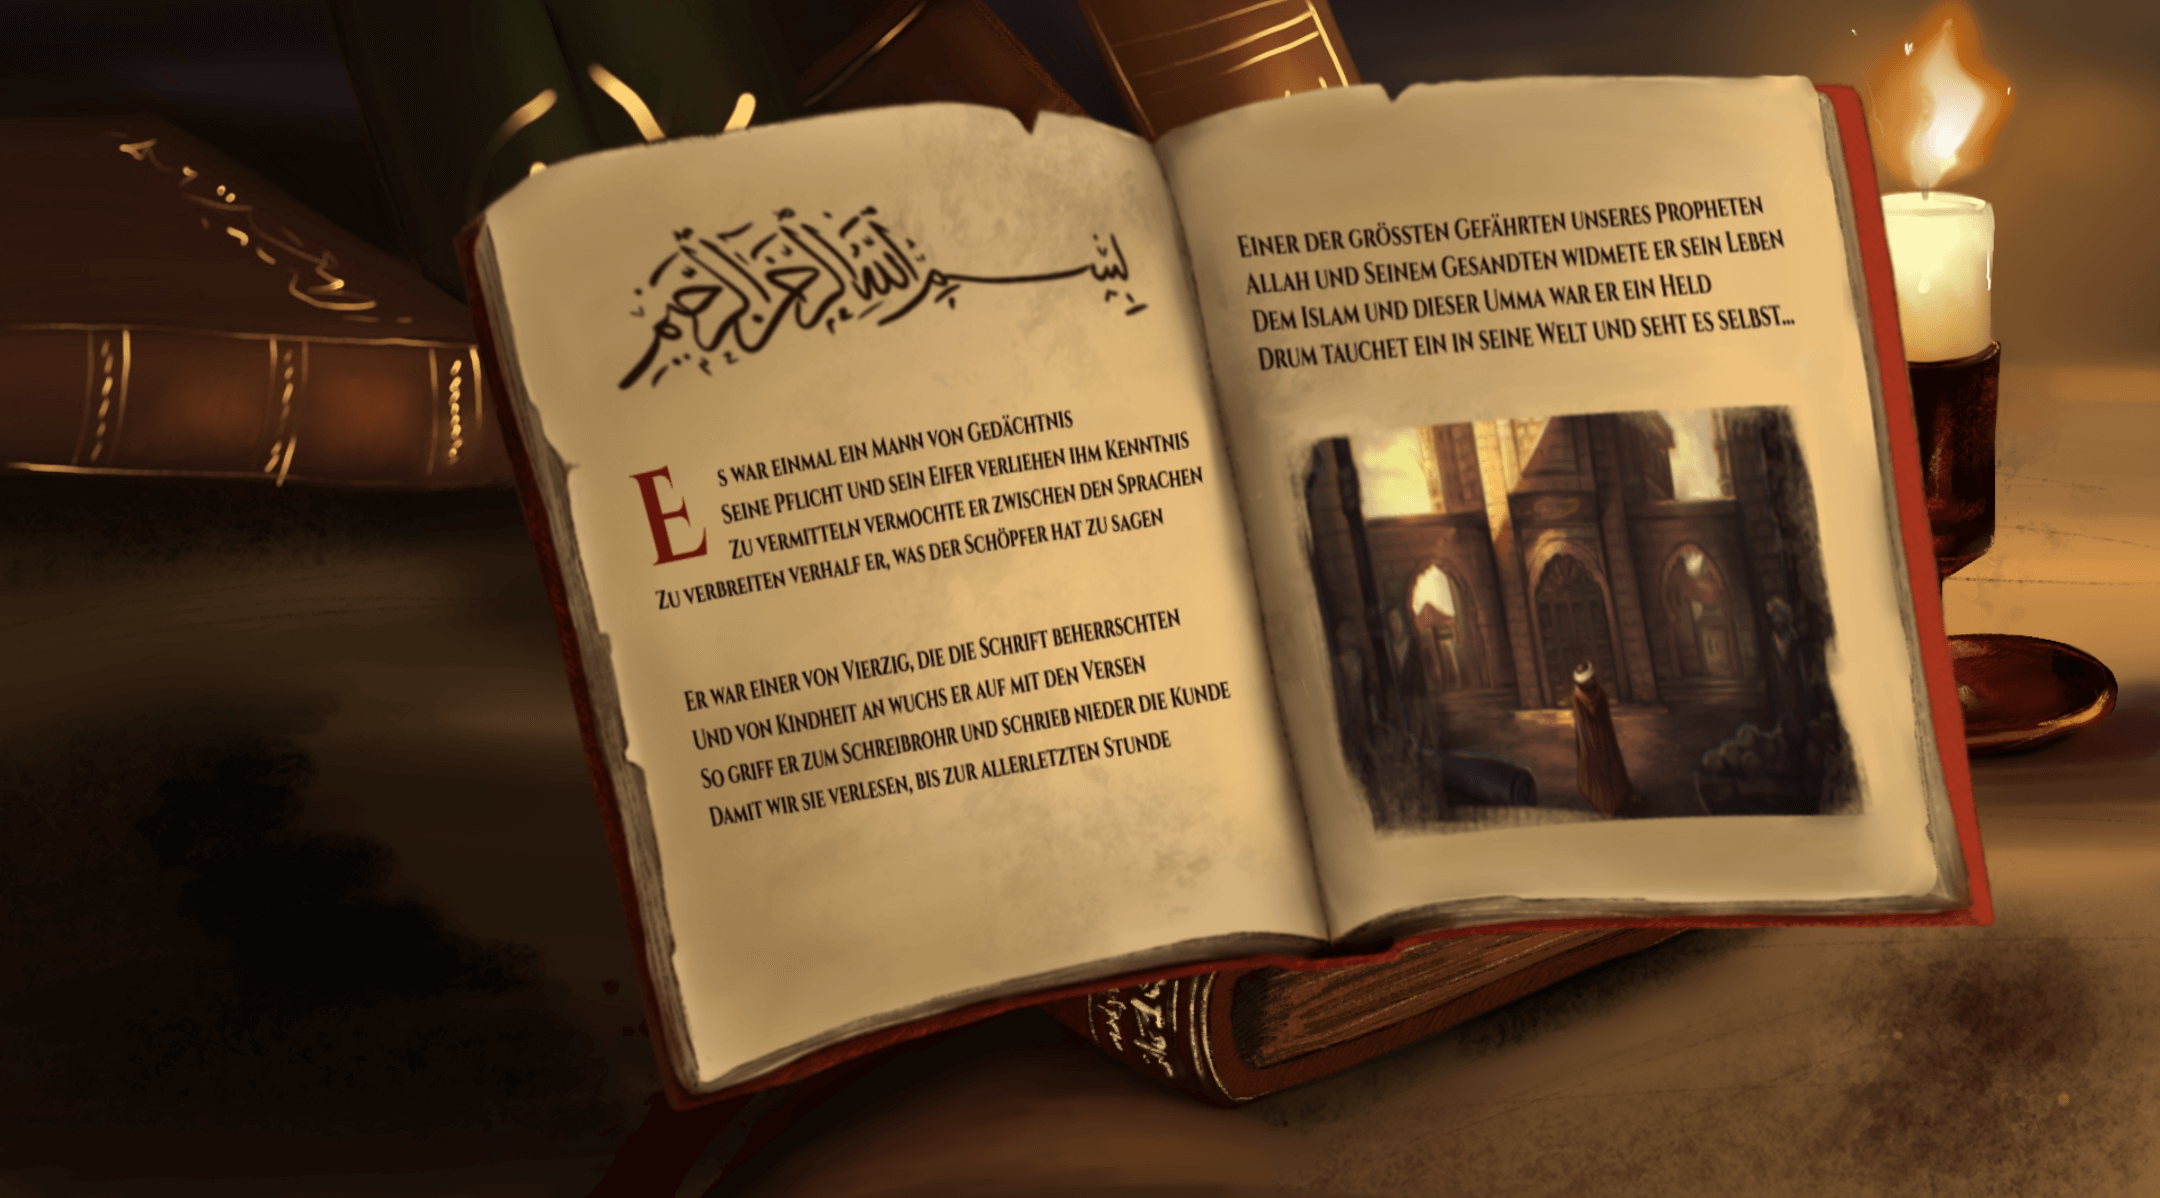 بِسْمِ اللَّهِ الرَّحْمَٰنِ الرَّحِيمِ
ES WAR EINMAL EIN MANN VON GEDÄCHTNIS
SEINE PFLICHT UND SEIN EIFER VERLIEHEN IHM KENNTNIS
ZU VERMITTELN VERMOCHTE ER ZWISCHEN DEN SPRACHEN
ZU VERBREITEN VERHALF ER, WAS DER SCHÖPFER HAT ZU SAGEN
ER WAR EINER VON VIERZIG, DIE DIE SCHRIFT BEHERRSCHTEN
UND VON KINDHEIT AN WUCHS ER AUF MIT DEN VERSEN
SO GRIFF ER ZUM SCHREIBROHR UND SCHRIEB NIEDER DIE KUNDE
DAMIT WIR SIE VERLESEN, BIS ZUR ALLERLETZTEN STUNDE
EINER DER GRÖSSTEN GEFÄHRTEN UNSERES PROPHETEN
ALLAH UND SEINEM GESANDTEN WIDMETE ER SEIN LEBEN
DEM ISLAM UND DIESER UMMA WAR ER EIN HELD
DRUM TAUCHET EIN IN SEINE WELT UND SEHT ES SELBST...